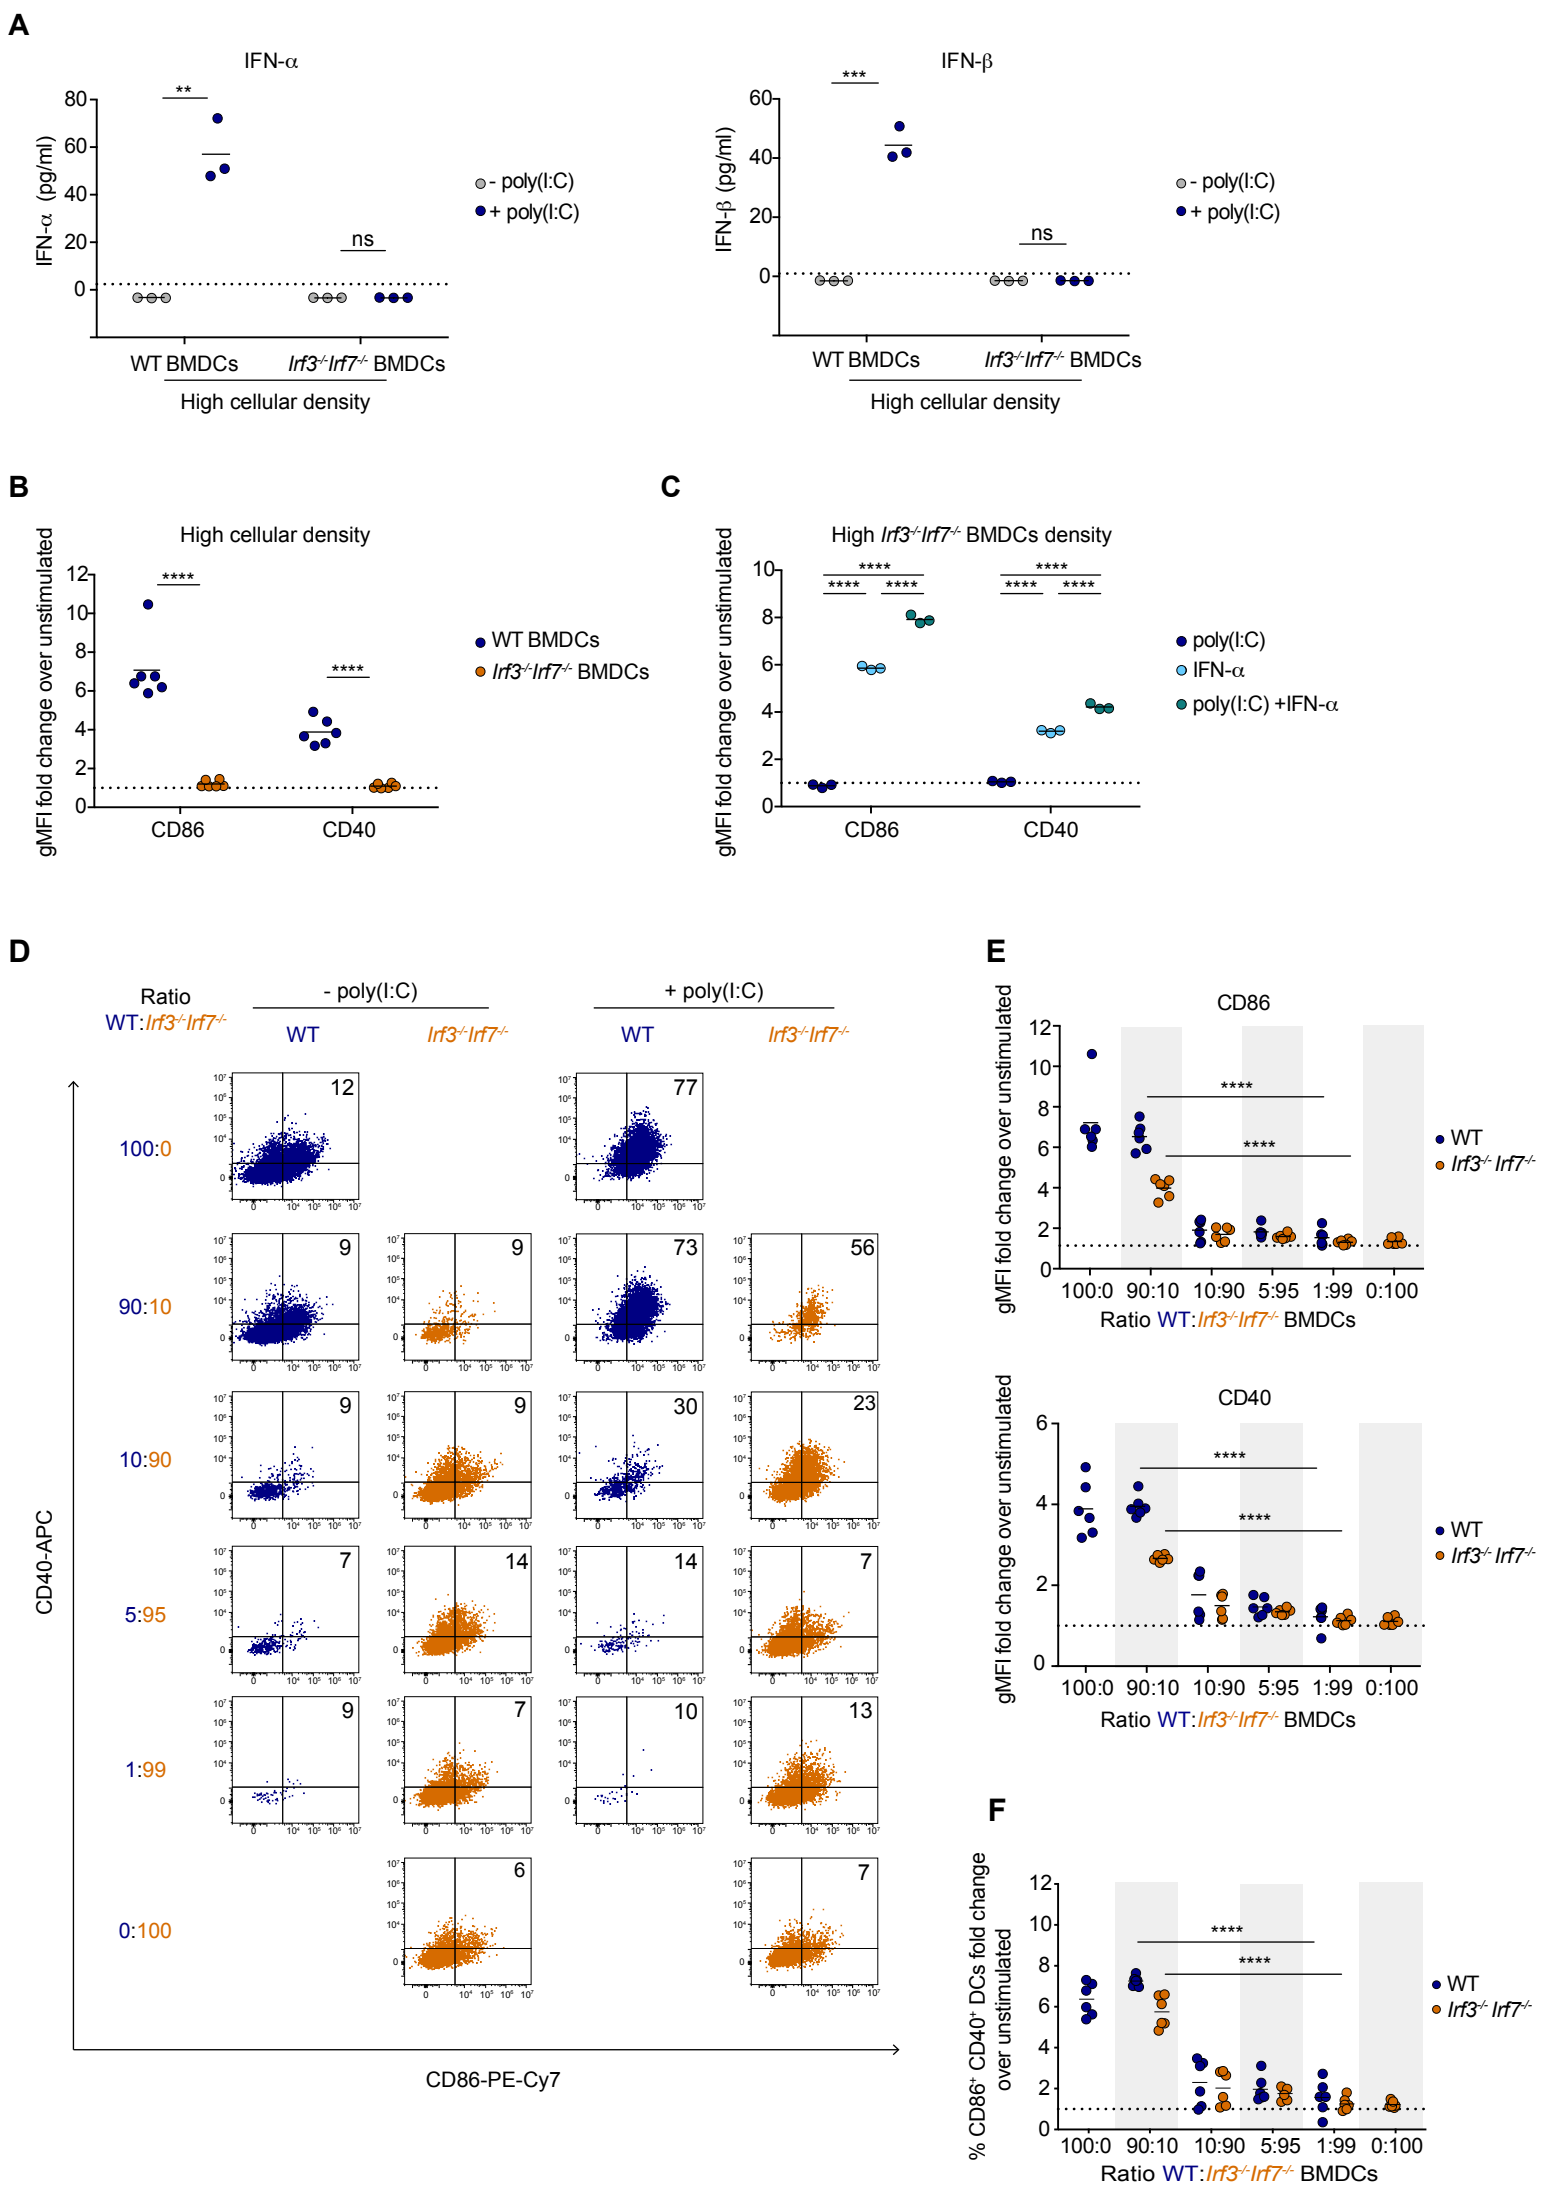 A
IFN-α
IFN-α (pg/ml)
80
60
40
20
0
**
ns
- poly(I:C)
+ poly(I:C)
WT BMDCs
Irf3-/-Irf7-/- BMDCs
High cellular density
IFN-β
IFN-β (pg/ml)
60
40
20
0
***
ns
- poly(I:C)
+ poly(I:C)
WT BMDCs
Irf3-/-Irf7-/- BMDCs
High cellular density
B
High cellular density
gMFI fold change over unstimulated
12
10
8
6
4
2
0
****
****
WT BMDCs
Irf3-/-Irf7-/- BMDCs
CD86
CD40
C
High Irf3-/-Irf7-/- BMDCs density
gMFI fold change over unstimulated
10
8
6
4
2
0
****
**** ****
****
**** ****
poly(I:C)
IFN-α
poly(I:C) +IFN-α
CD86
CD40
D
Ratio
WT:Irf3-/-Irf7-/-
- poly(I:C)
+ poly(I:C)
WT
Irf3-/-Irf7-/-
WT
Irf3-/-Irf7-/-
100:0
12
77
90:10
9
9
73
56
10:90
9
9
30
23
5:95
7
14
14
7
1:99
9
7
10
13
0:100
6
7
CD40-APC
CD86-PE-Cy7
E
CD86
gMFI fold change over unstimulated
12
10
8
6
4
2
0
****
****
WT
Irf3-/- Irf7-/-
100:0 90:10 10:90 5:95 1:99 0:100
Ratio WT:Irf3-/-Irf7-/- BMDCs
CD40
gMFI fold change over unstimulated
6
4
2
0
****
****
WT
Irf3-/- Irf7-/-
100:0 90:10 10:90 5:95 1:99 0:100
Ratio WT:Irf3-/-Irf7-/- BMDCs
F
% CD86+ CD40+ DCs fold change
over unstimulated
12
10
8
6
4
2
0
****
****
WT
Irf3-/- Irf7-/-
100:0 90:10 10:90 5:95 1:99 0:100
Ratio WT:Irf3-/-Irf7-/- BMDCs